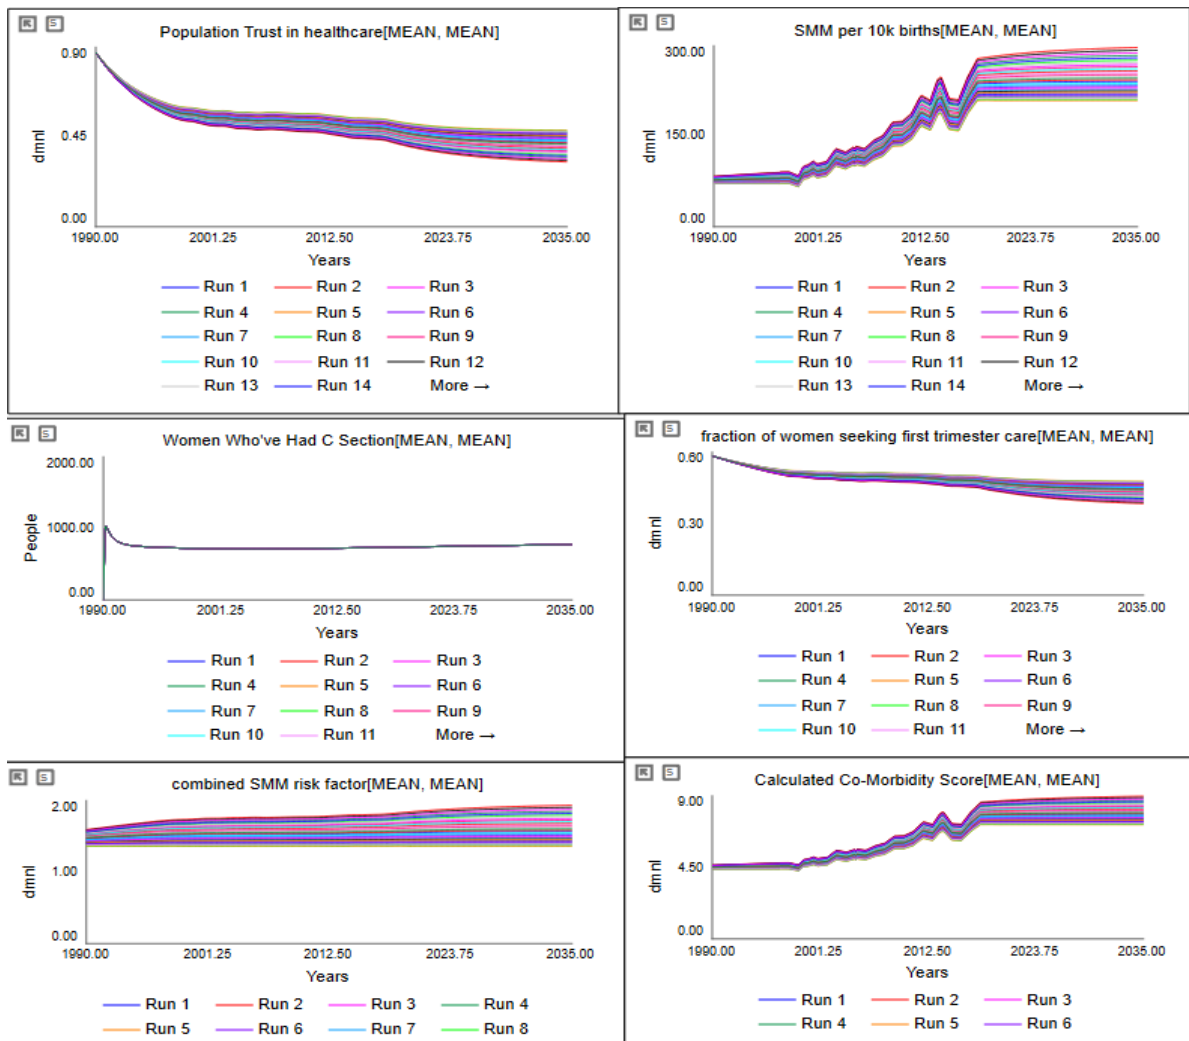 Population Trust in healthcare[MEAN, MEAN]
0.90
0.45
0.00
dmnl
1990.00 2001.25 2012.50 2023.75 2035.00
Years
Run 1 Run 2 Run 3
Run 4 Run 5 Run 6
Run 7 Run 8 Run 9
Run 10 Run 11 Run 12
Run 13 Run 14 More →
SMM per 10k births[MEAN, MEAN]
300.00
150.00
0.00
dmnl
1990.00 2001.25 2012.50 2023.75 2035.00
Years
Run 1 Run 2 Run 3
Run 4 Run 5 Run 6
Run 7 Run 8 Run 9
Run 10 Run 11 Run 12
Run 13 Run 14 More →
Women Who've Had C Section[MEAN, MEAN]
2000.00
1000.00
0.00
People
1990.00 2001.25 2012.50 2023.75 2035.00
Years
Run 1 Run 2 Run 3
Run 4 Run 5 Run 6
Run 7 Run 8 Run 9
Run 10 Run 11 More →
fraction of women seeking first trimester care[MEAN, MEAN]
0.60
0.30
0.00
dmnl
1990.00 2001.25 2012.50 2023.75 2035.00
Years
Run 1 Run 2 Run 3
Run 4 Run 5 Run 6
Run 7 Run 8 Run 9
Run 10 Run 11 More →
combined SMM risk factor[MEAN, MEAN]
2.00
1.00
0.00
dmnl
1990.00 2001.25 2012.50 2023.75 2035.00
Years
Run 1 Run 2 Run 3 Run 4
Run 5 Run 6 Run 7 Run 8
Calculated Co-Morbidity Score[MEAN, MEAN]
9.00
4.50
0.00
dmnl
1990.00 2001.25 2012.50 2023.75 2035.00
Years
Run 1 Run 2 Run 3
Run 4 Run 5 Run 6